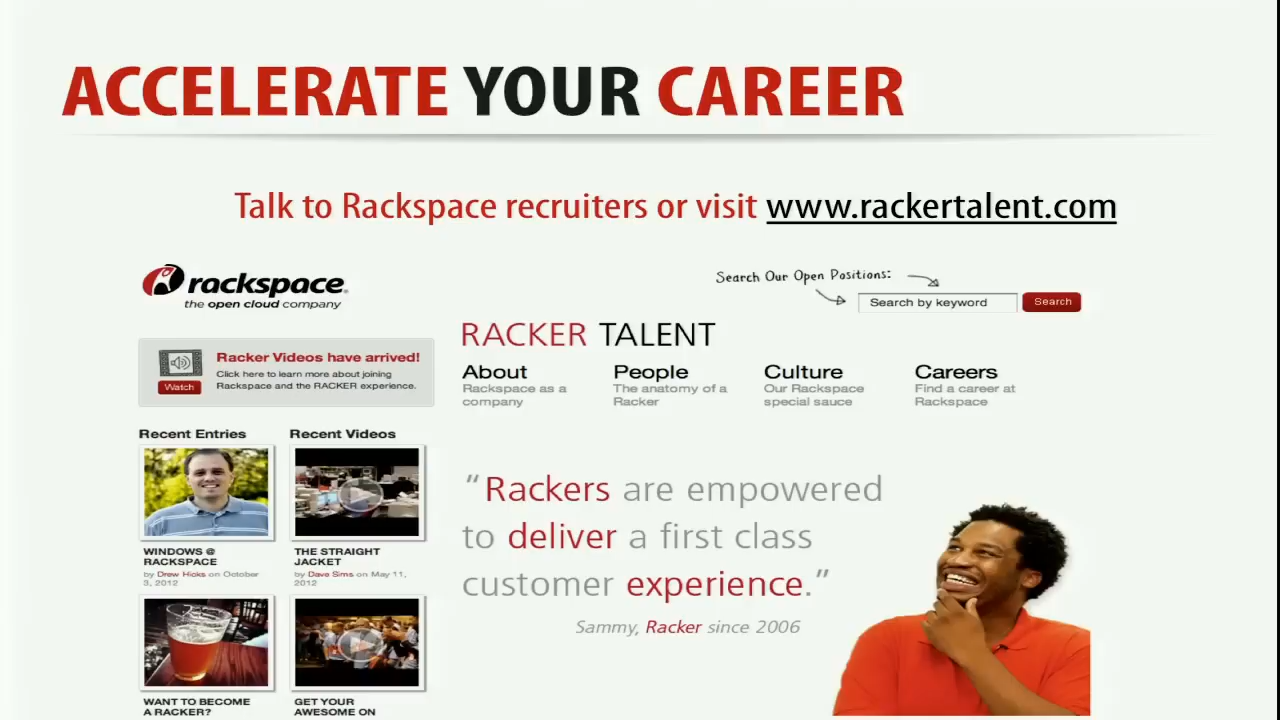 ACCELERATE YOUR CAREER
Talk to Rackspace recruiters or visit www.rackertalent.com
rackspace.
the open cloud company
Search Our Open Positions:
Search by keyword
Search
RACKER TALENT
Racker Videos have arrived!
Click here to learn more about joining
Rackspace and the RACKER experience.
Watch
About
Rackspace as a
company
People
The anatomy of a
Racker
Culture
Our Rackspace
special sauce
Careers
Find a career at
Rackspace
Recent Entries
WINDOWS @
RACKSPACE
by Drew Hicks on October
3, 2012
WANT TO BECOME
A RACKER?
Recent Videos
THE STRAIGHT
JACKET
by Dave Sims on May 11,
2012
GET YOUR
AWESOME ON
"Rackers are empowered
to deliver a first class
customer experience."
Sammy, Racker since 2006